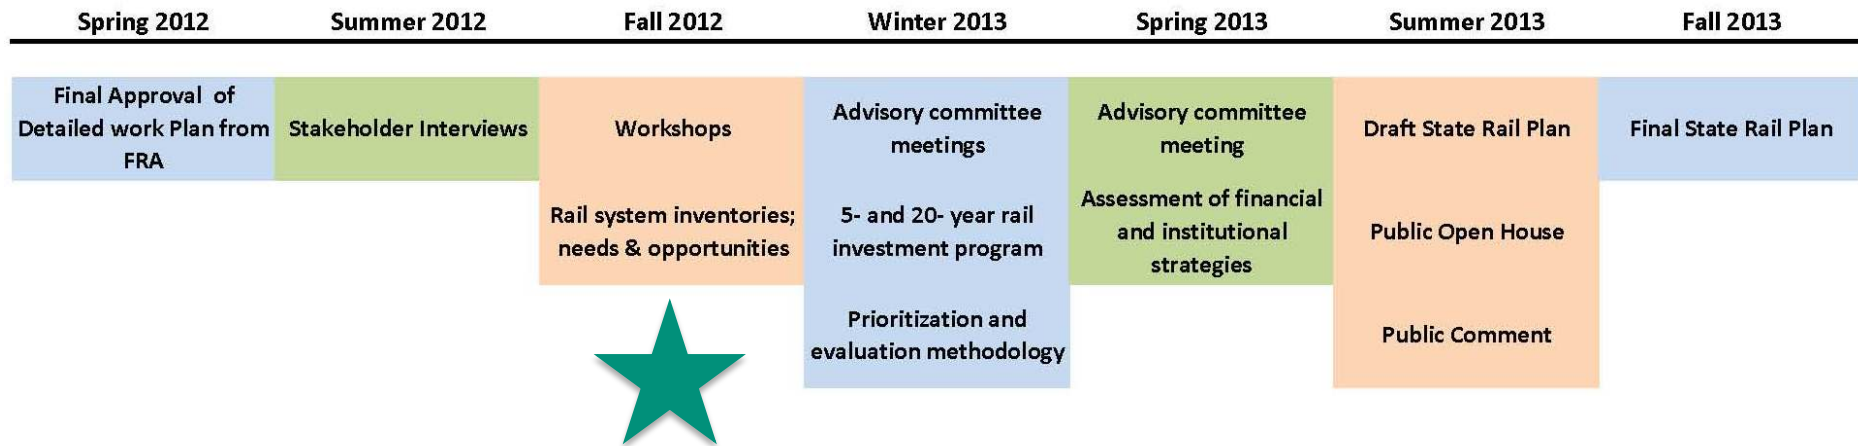 Spring 2012
Summer 2012
Fall 2012
Winter 2013
Spring 2013
Summer 2013
Fall 2013
Final Approval of
Detailed work Plan from
FRA
Stakeholder Interviews
Workshops
Rail system inventories;
needs & opportunities
Advisory committee
meetings
5- and 20- year rail
investment program
Prioritization and
evaluation methodology
Advisory committee
meeting
Assessment of financial
and institutional
strategies
Draft State Rail Plan
Public Open House
Public Comment
Final State Rail Plan